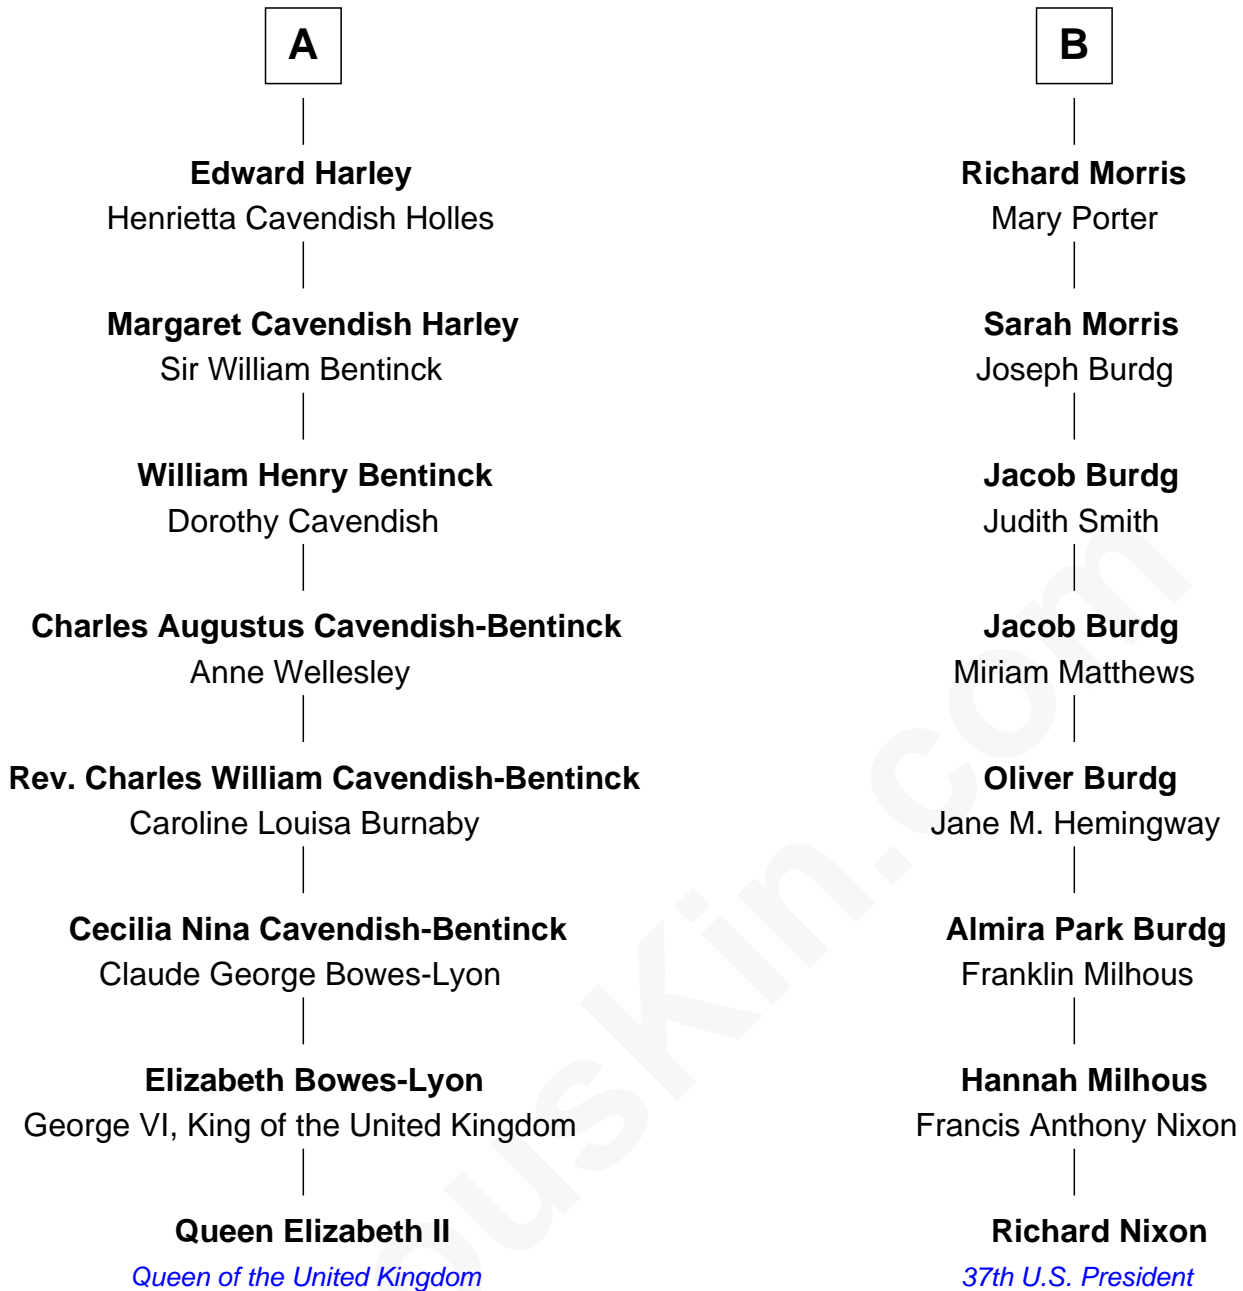 A
Edward Harley
Henrietta Cavendish Holles
Margaret Cavendish Harley
Sir William Bentinck
William Henry Bentinck
Dorothy Cavendish
Charles Augustus Cavendish-Bentinck
Anne Wellesley
Rev. Charles William Cavendish-Bentinck
Caroline Louisa Burnaby
Cecilia Nina Cavendish-Bentinck
Claude George Bowes-Lyon
Elizabeth Bowes-Lyon
George VI, King of the United Kingdom
Queen Elizabeth II
Queen of the United Kingdom
B
Richard Morris
Mary Porter
Sarah Morris
Joseph Burdg
Jacob Burdg
Judith Smith
Jacob Burdg
Miriam Matthews
Oliver Burdg
Jane M. Hemingway
Almira Park Burdg
Franklin Milhous
Hannah Milhous
Francis Anthony Nixon
Richard Nixon
37th U.S. President
ousKin.com